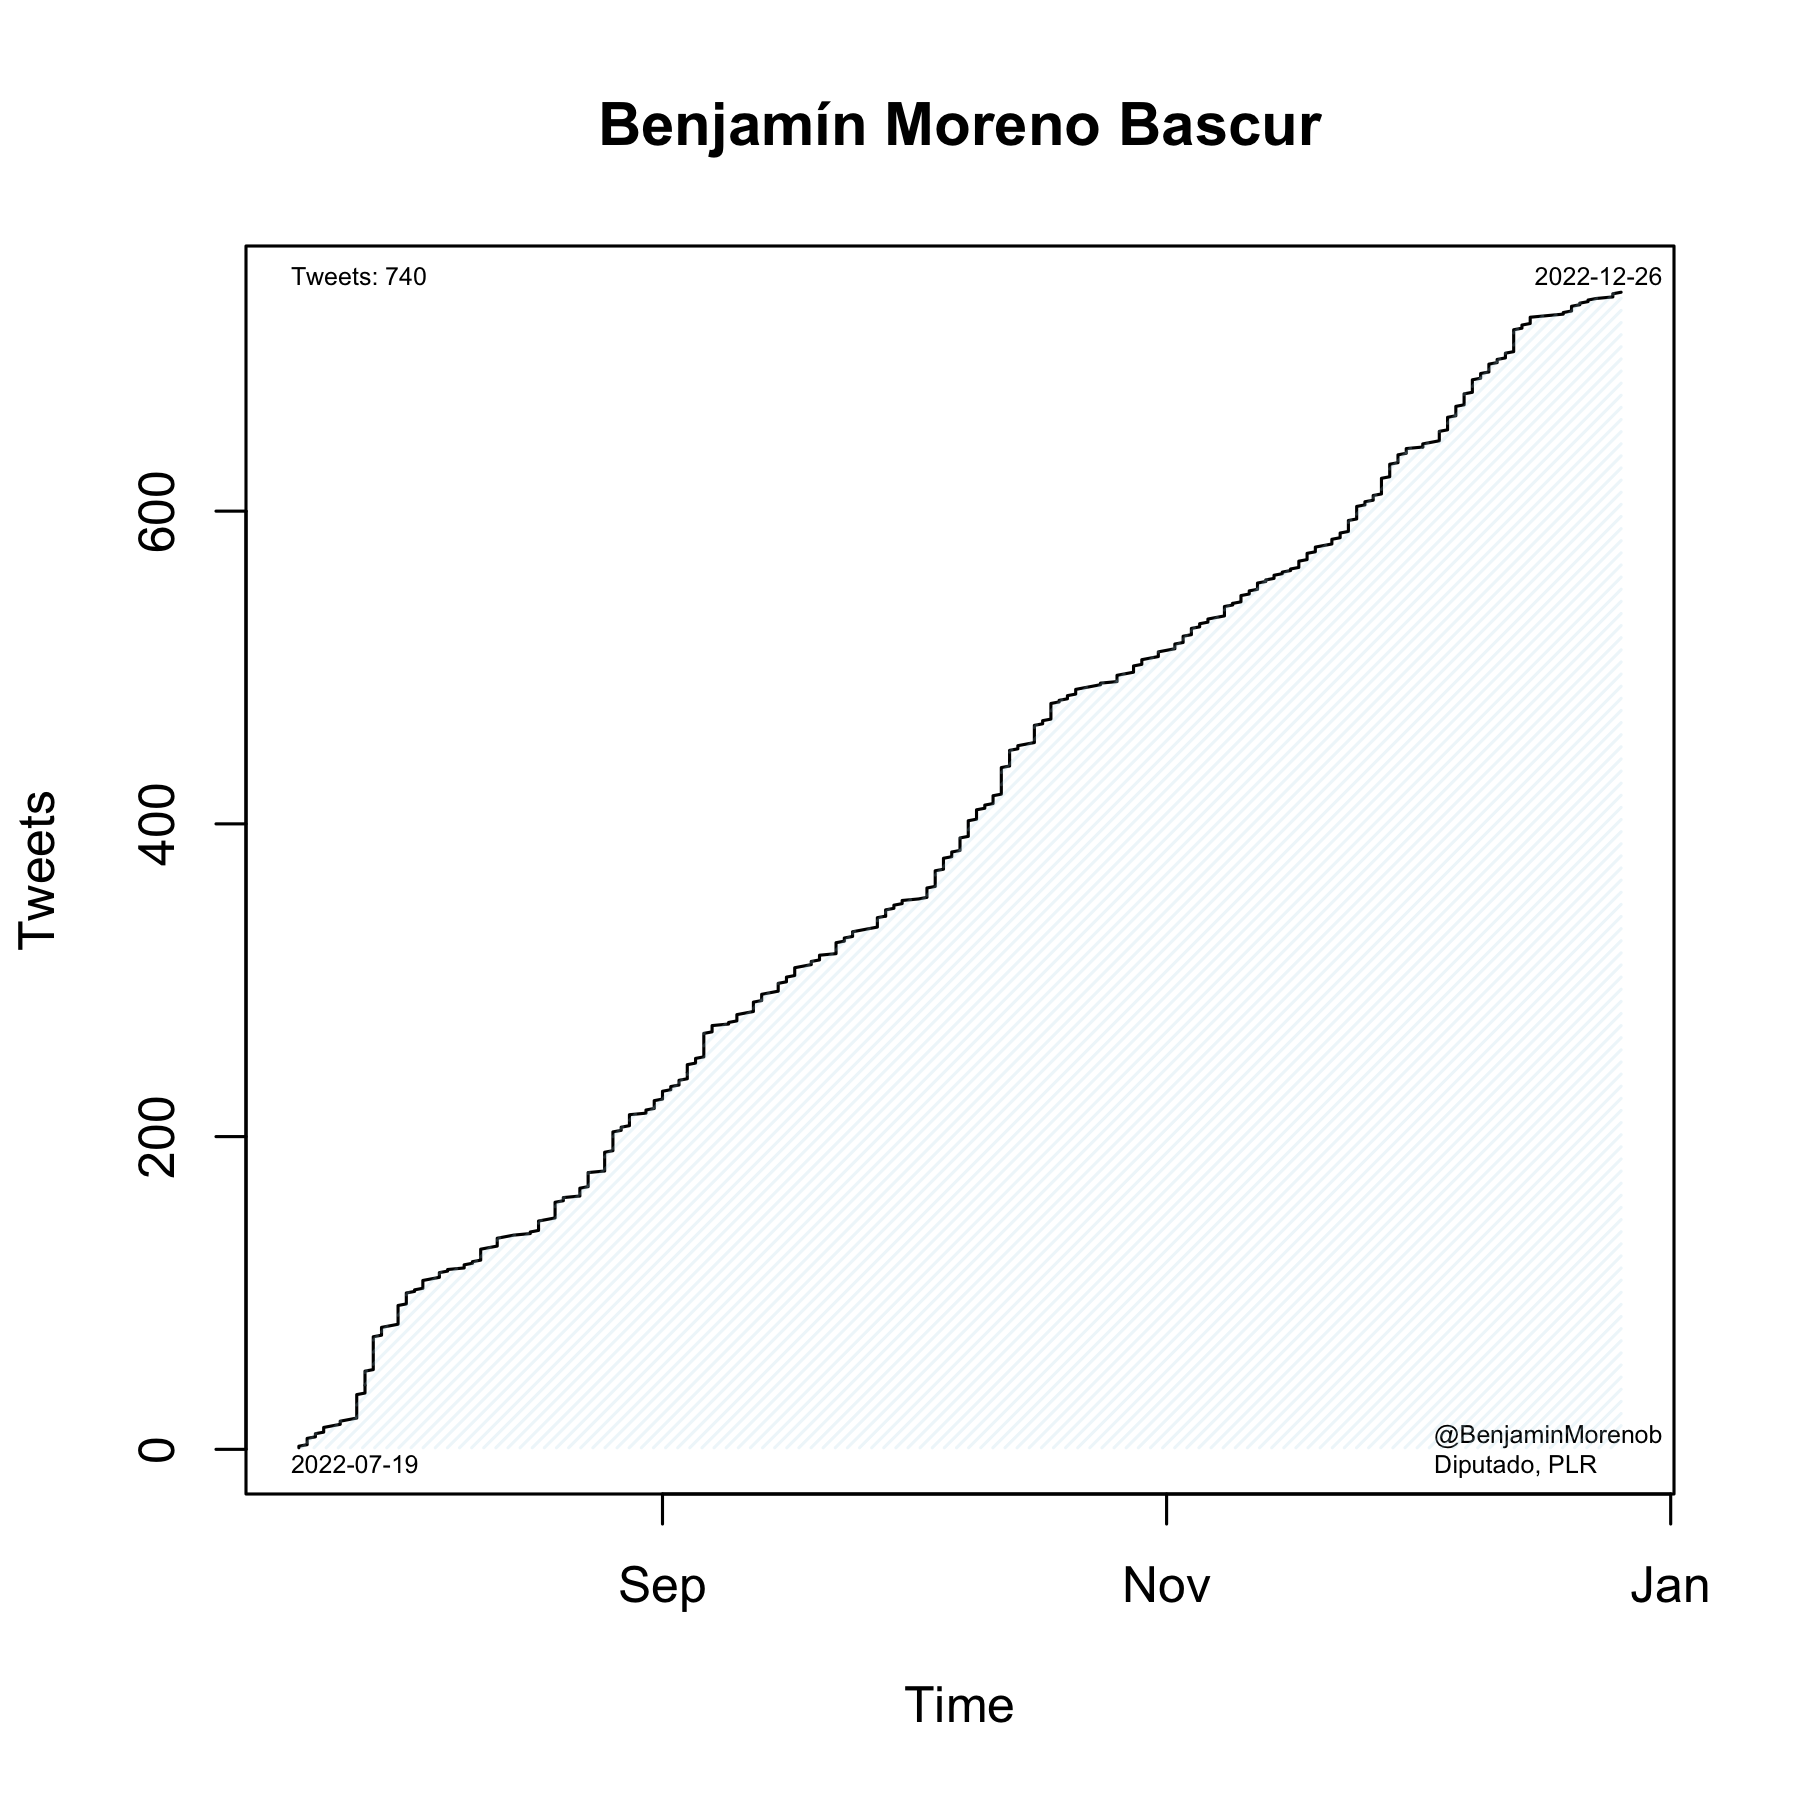 Benjamín Moreno Bascur
Tweets: 740
2022-12-26
600
400
200
0
Tweets
@BenjaminMorenob
Diputado, PLR
2022-07-19
Sep
Nov
Jan
Time